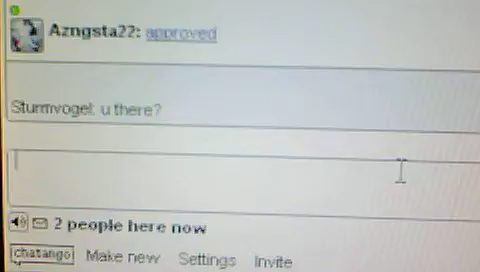 Azngsta22: approved
Sturmvogel: u there?
2 people here now
chatango Make new Settings Invite